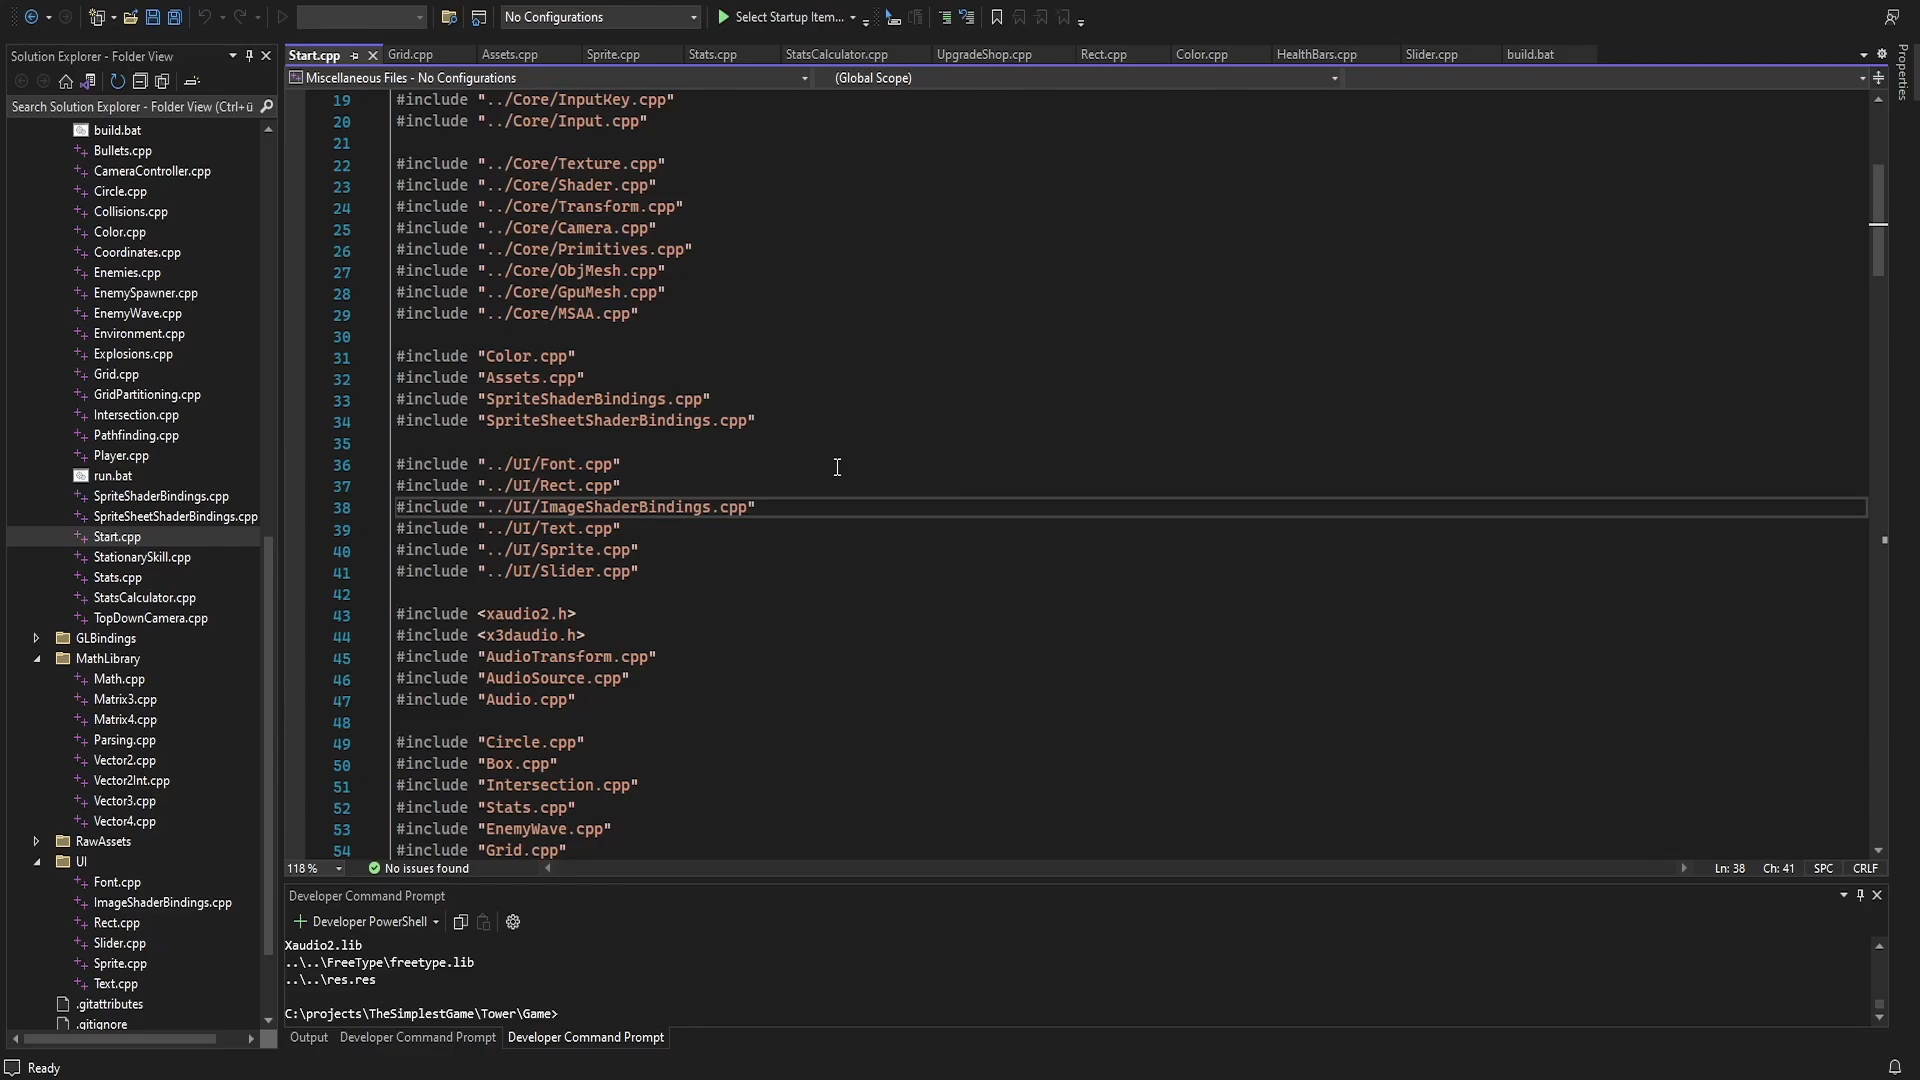 No Configurations
Select Startup Item...
Solution Explorer - Folder View
Search Solution Explorer - Folder View (Ctrl+ü
build.bat
Bullets.cpp
CameraController.cpp
Circle.cpp
Collisions.cpp
Color.cpp
Coordinates.cpp
Enemies.cpp
EnemySpawner.cpp
EnemyWave.cpp
Environment.cpp
Explosions.cpp
Grid.cpp
GridPartitioning.cpp
Intersection.cpp
Pathfinding.cpp
Player.cpp
run.bat
SpriteShaderBindings.cpp
SpriteSheetShaderBindings.cpp
Start.cpp
StationarySkill.cpp
Stats.cpp
StatsCalculator.cpp
TopDownCamera.cpp
GLBindings
MathLibrary
Math.cpp
Matrix3.cpp
Matrix4.cpp
Parsing.cpp
Vector2.cpp
Vector2Int.cpp
Vector3.cpp
Vector4.cpp
RawAssets
UI
Font.cpp
ImageShaderBindings.cpp
Rect.cpp
Slider.cpp
Sprite.cpp
Text.cpp
.gitattributes
.gitignore
Start.cpp Grid.cpp Assets.cpp Sprite.cpp Stats.cpp StatsCalculator.cpp UpgradeShop.cpp Rect.cpp Color.cpp HealthBars.cpp Slider.cpp build.bat
Miscellaneous Files - No Configurations (Global Scope)
19 #include "../Core/InputKey.cpp"
20 #include "../Core/Input.cpp"
21
22 #include "../Core/Texture.cpp"
23 #include "../Core/Shader.cpp"
24 #include "../Core/Transform.cpp"
25 #include "../Core/Camera.cpp"
26 #include "../Core/Primitives.cpp"
27 #include "../Core/ObjMesh.cpp"
28 #include "../Core/GpuMesh.cpp"
29 #include "../Core/MSAA.cpp"
30
31 #include "Color.cpp"
32 #include "Assets.cpp"
33 #include "SpriteShaderBindings.cpp"
34 #include "SpriteSheetShaderBindings.cpp"
35
36 #include "../UI/Font.cpp"
37 #include "../UI/Rect.cpp"
38 #include "../UI/ImageShaderBindings.cpp"
39 #include "../UI/Text.cpp"
40 #include "../UI/Sprite.cpp"
41 #include "../UI/Slider.cpp"
42
43 #include <xaudio2.h>
44 #include <x3daudio.h>
45 #include "AudioTransform.cpp"
46 #include "AudioSource.cpp"
47 #include "Audio.cpp"
48
49 #include "Circle.cpp"
50 #include "Box.cpp"
51 #include "Intersection.cpp"
52 #include "Stats.cpp"
53 #include "EnemyWave.cpp"
54 #include "Grid.cpp"
118 % No issues found Ln: 38 Ch: 41 SPC CRLF
Developer Command Prompt
Developer PowerShell
Xaudio2.lib
..\..\FreeType\freetype.lib
..\..\res.res
C:\projects\TheSimplestGame\Tower\Game>
Output Developer Command Prompt Developer Command Prompt
Properties
Ready